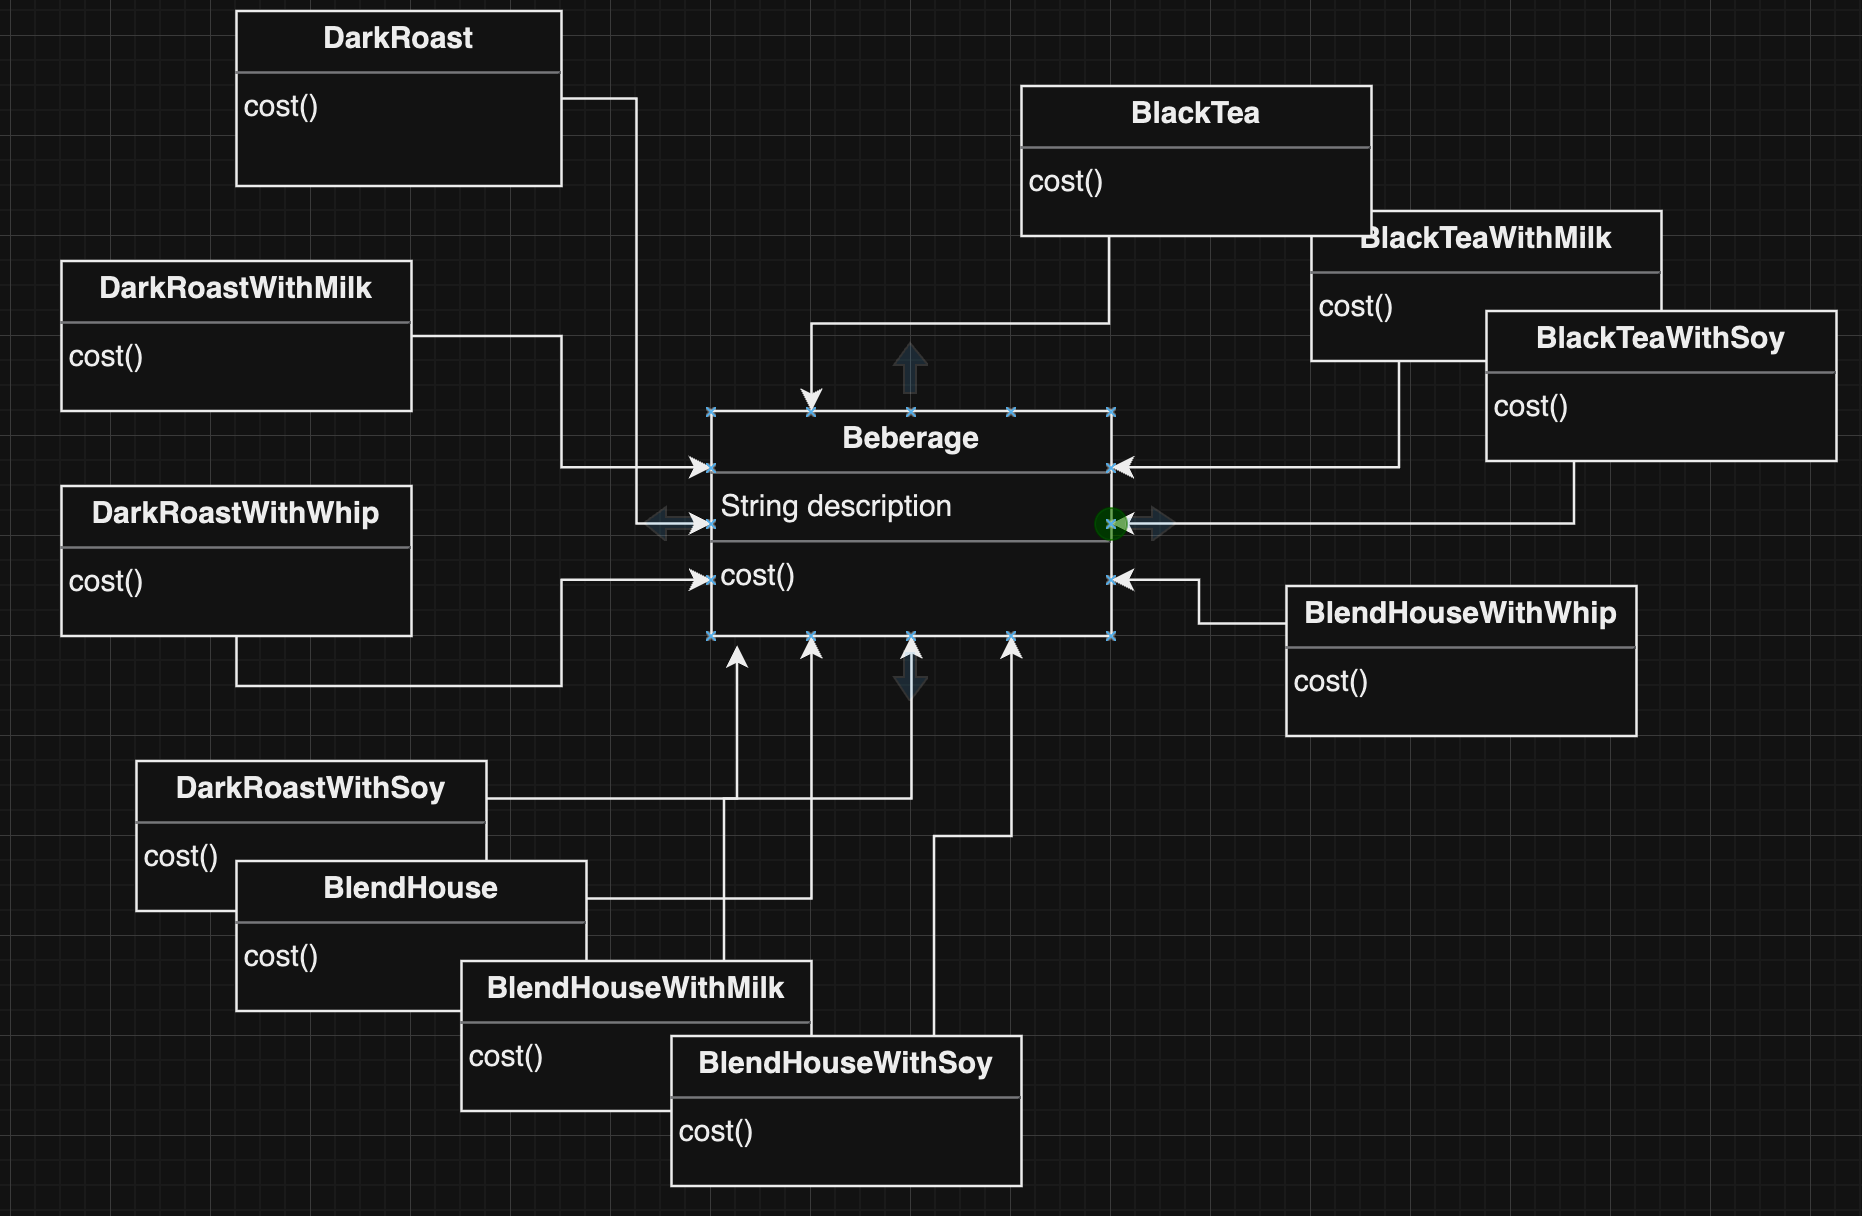 DarkRoast
cost()
BlackTea
cost()
BlackTeaWithMilk
cost()
DarkRoastWithMilk
cost()
BlackTeaWithSoy
cost()
Beberage
String description
cost()
DarkRoastWithWhip
cost()
BlendHouseWithWhip
cost()
DarkRoastWithSoy
cost()
BlendHouse
cost()
BlendHouseWithMilk
cost()
BlendHouseWithSoy
cost()